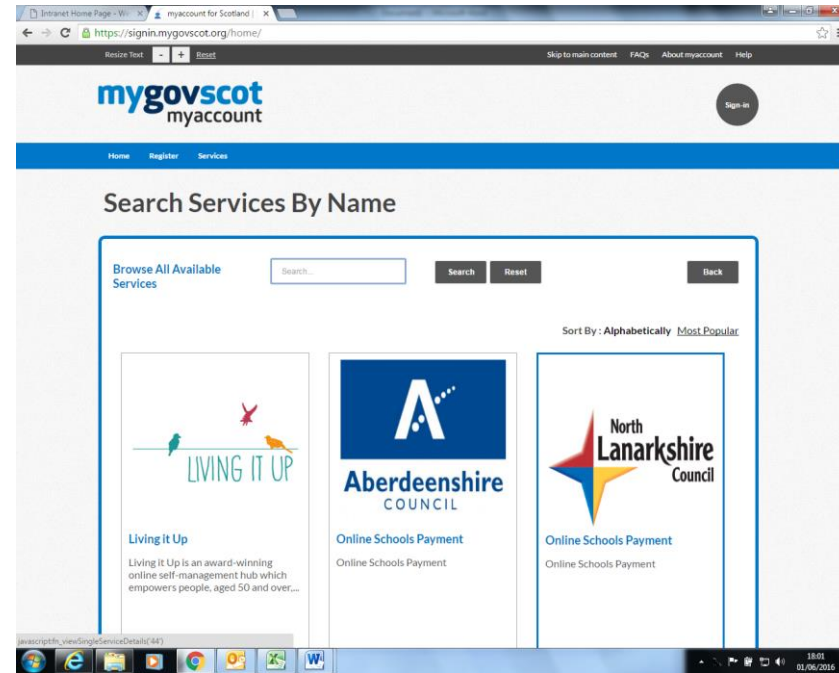 Intranet Home Page - W
myaccount for Scotland |
https://signin.mygovscot.org/home/
Resize Text - + Reset
Skip to main content FAQs About myaccount Help
mygovscot
myaccount
Sign-in
Home Register Services
Search Services By Name
Browse All Available
Services
Search...
Search Reset Back
Sort By : Alphabetically Most Popular
LIVING IT UP
Aberdeenshire
COUNCIL
North
Lanarkshire
Council
Living it Up
Living it Up is an award-winning
online self-management hub which
empowers people, aged 50 and over,...
Online Schools Payment
Online Schools Payment
Online Schools Payment
Online Schools Payment
javascript:fn_viewSingleServiceDetails('44')
18:01
01/06/2016